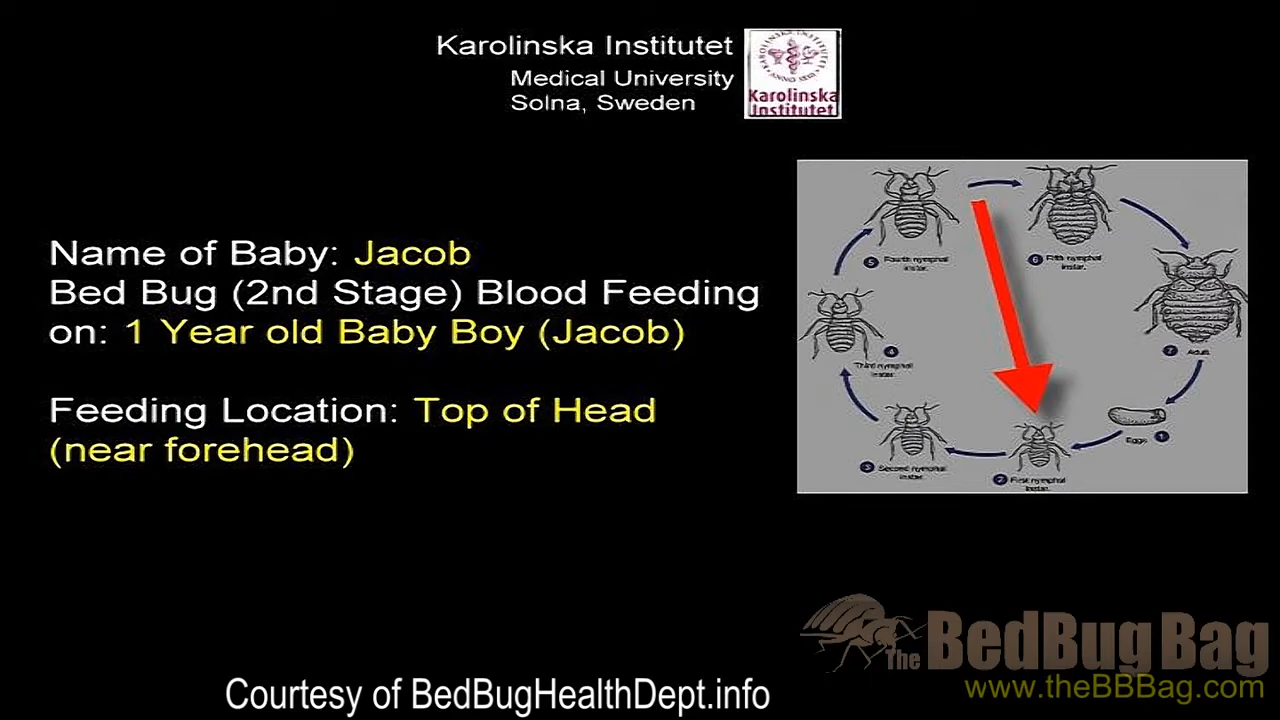 Karolinska Institutet
Medical University
Solna, Sweden
Karolinska
Institutet
Name of Baby: Jacob
Bed Bug (2nd Stage) Blood Feeding
on: 1 Year old Baby Boy (Jacob)
Feeding Location: Top of Head
(near forehead)
5 Fourth nymphal
instar.
6 Fifth nymphal
instar.
4
Third nymphal
instar.
7 Adult
Eggs 1
3 Second nymphal
instar.
2 First nymphal
instar.
The BedBug Bag
www.theBBBag.com
Courtesy of BedBugHealthDept.info